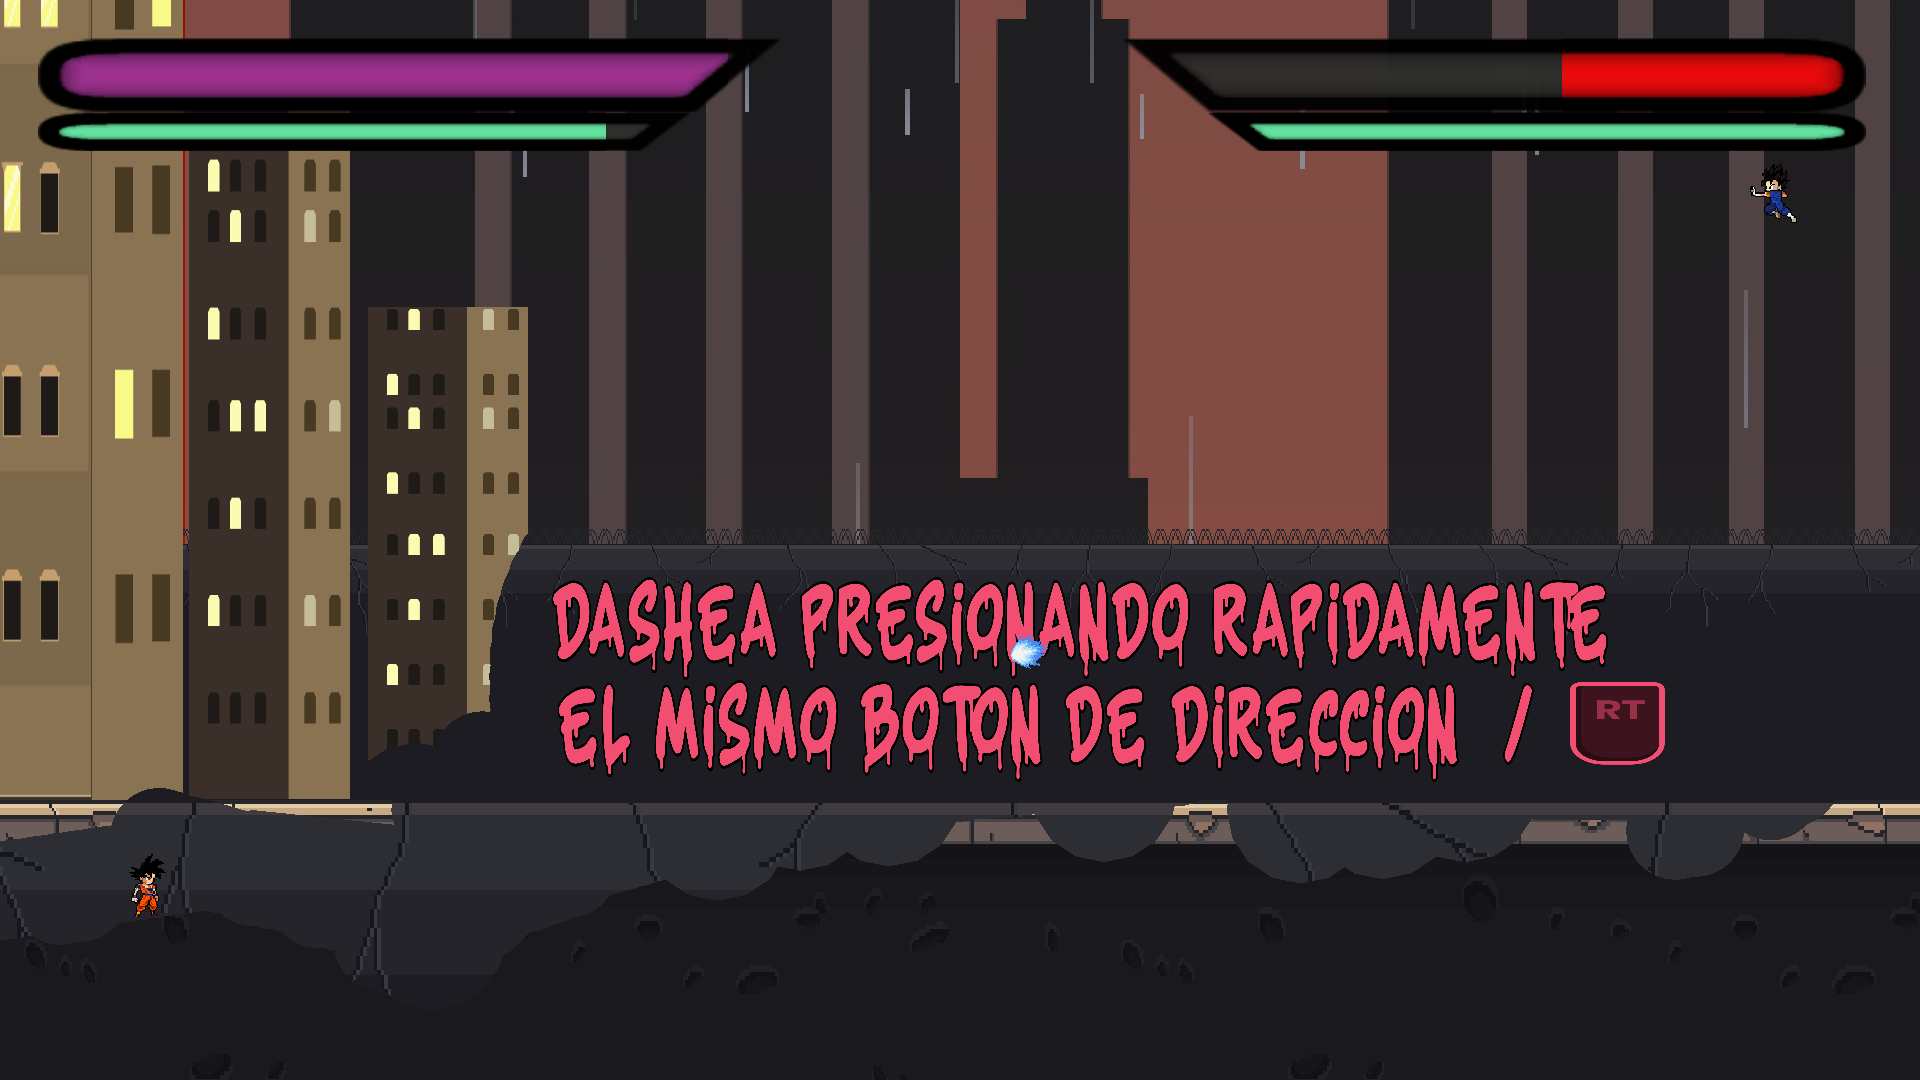 DASHEA PRESIONANDO RAPIDAMENTE
EL MISMO BOTON DE DIRECCION / RT